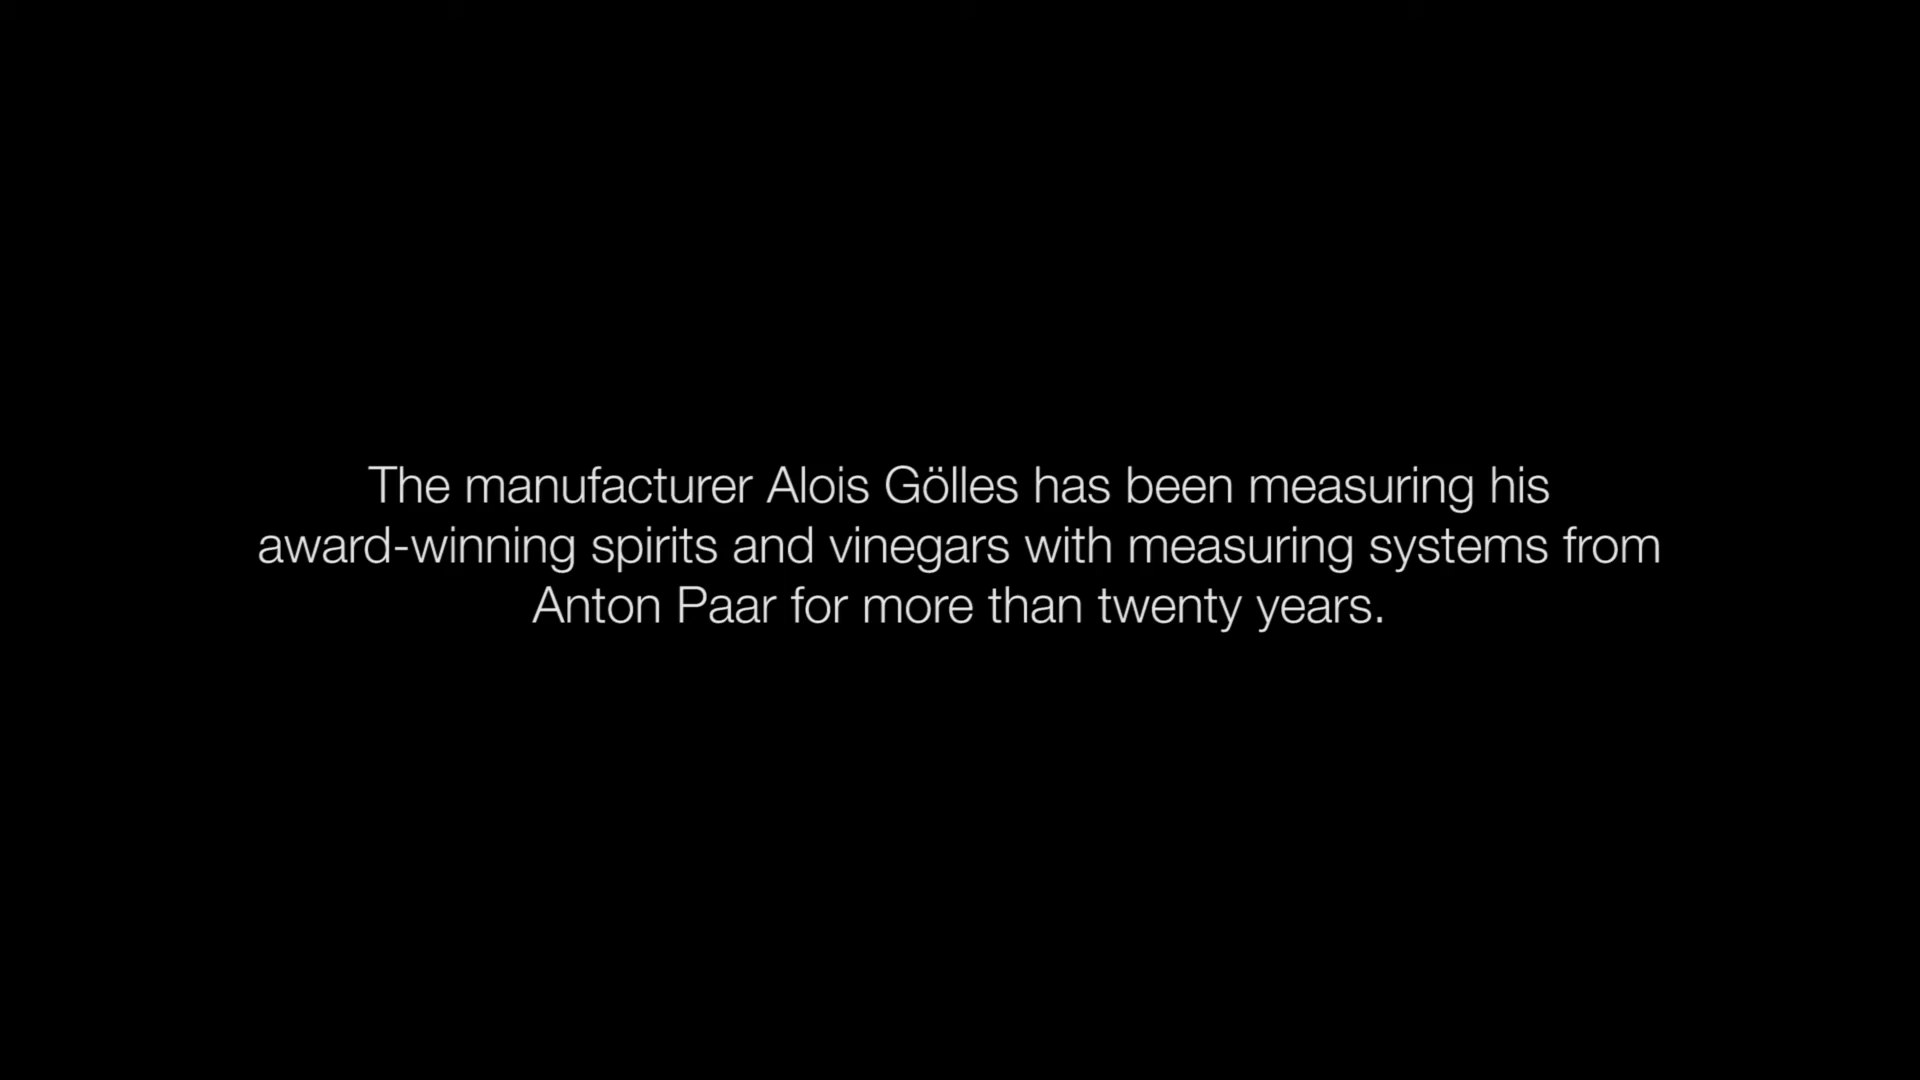 The manufacturer Alois Gölles has been measuring his
award-winning spirits and vinegars with measuring systems from
Anton Paar for more than twenty years.